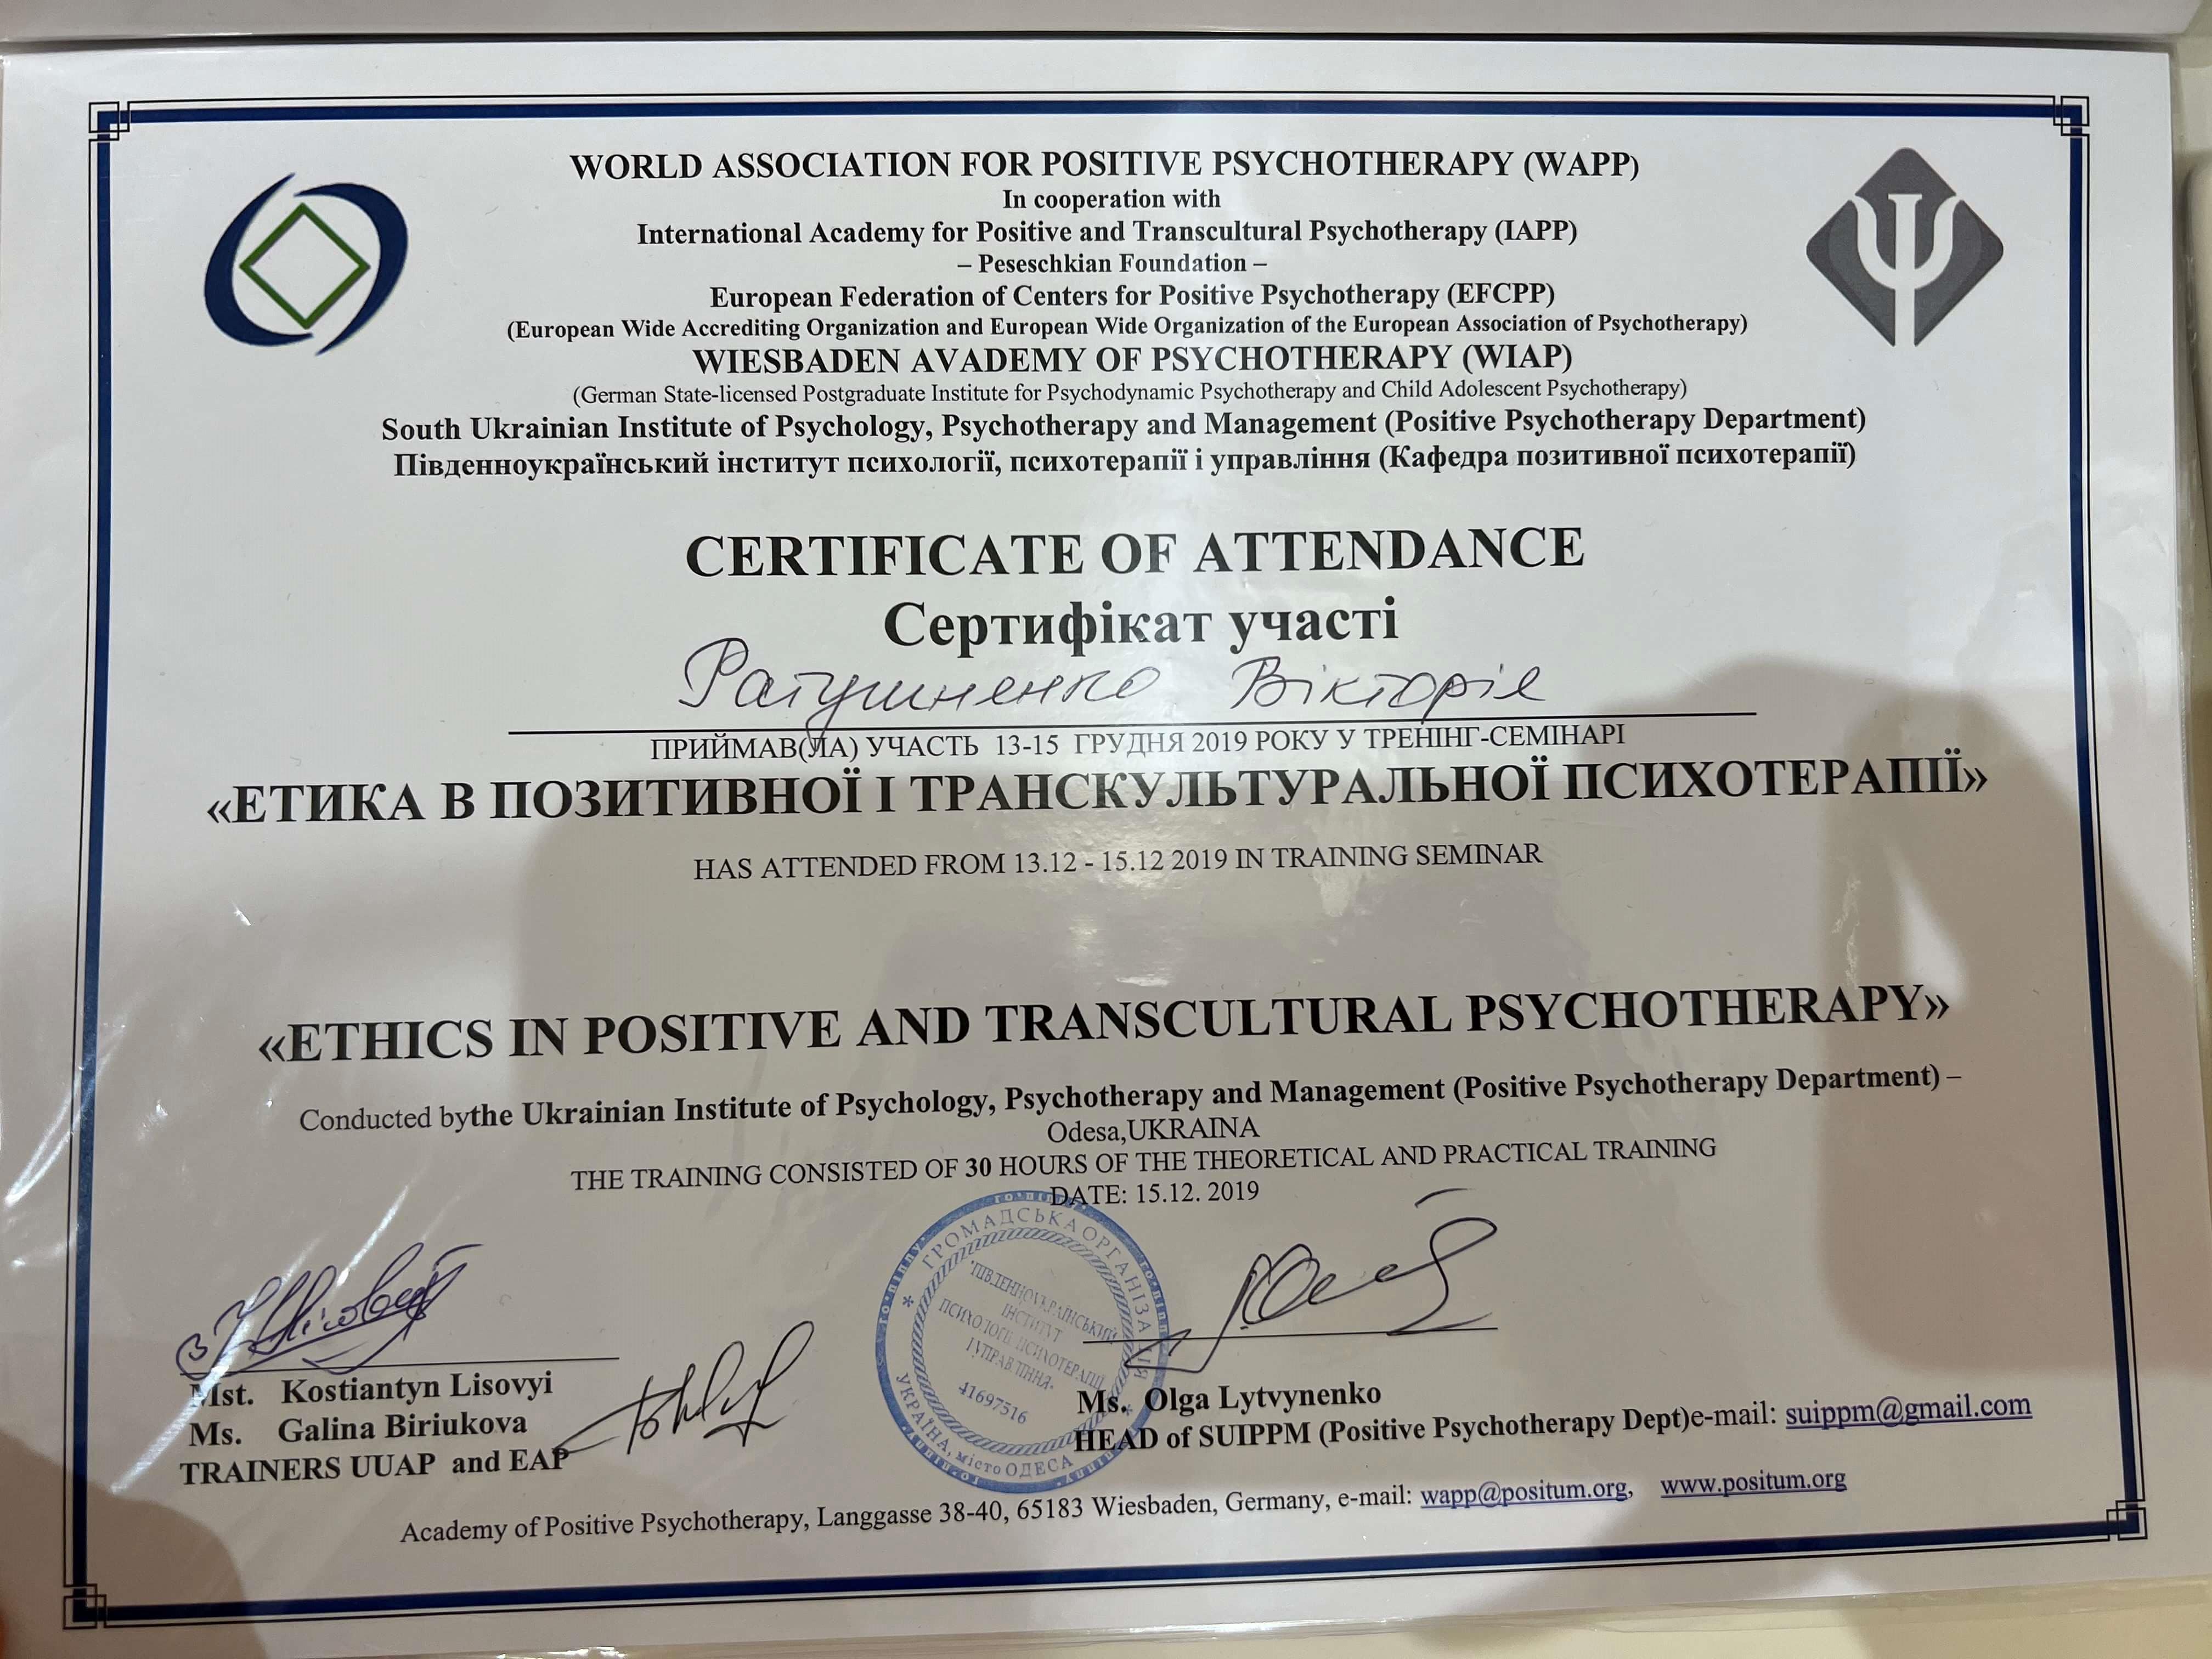 WORLD ASSOCIATION FOR POSITIVE PSYCHOTHERAPY (WAPP)
In cooperation with
International Academy for Positive and Transcultural Psychotherapy (IAPP)
– Peseschkian Foundation –
European Federation of Centers for Positive Psychotherapy (EFCPP)
(European Wide Accrediting Organization and European Wide Organization of the European Association of Psychotherapy)
WIESBADEN AVADEMY OF PSYCHOTHERAPY (WIAP)
(German State-licensed Postgraduate Institute for Psychodynamic Psychotherapy and Child Adolescent Psychotherapy)
South Ukrainian Institute of Psychology, Psychotherapy and Management (Positive Psychotherapy Department)
Південноукраїнський інститут психології, психотерапії і управління (Кафедра позитивної психотерапії)
CERTIFICATE OF ATTENDANCE
Сертифікат участі
Ратушненко Вікторія
ПРИЙМАВ(ЛА) УЧАСТЬ 13-15 ГРУДНЯ 2019 РОКУ У ТРЕНІНГ-СЕМІНАРІ
«ЕТИКА В ПОЗИТИВНОЇ І ТРАНСКУЛЬТУРАЛЬНОЇ ПСИХОТЕРАПІЇ»
HAS ATTENDED FROM 13.12 - 15.12 2019 IN TRAINING SEMINAR
«ETHICS IN POSITIVE AND TRANSCULTURAL PSYCHOTHERAPY»
Conducted bythe Ukrainian Institute of Psychology, Psychotherapy and Management (Positive Psychotherapy Department) –
Odesa,UKRAINA
THE TRAINING CONSISTED OF 30 HOURS OF THE THEORETICAL AND PRACTICAL TRAINING
DATE: 15.12. 2019
ГРОМАДСЬКА ОРГАНІЗАЦІЯ
"ПІВДЕННОУКРАЇНСЬКИЙ
ІНСТИТУТ
ПСИХОЛОГІЇ, ПСИХОТЕРАПІЇ
І УПРАВЛІННЯ"
41697516
УКРАЇНА, місто ОДЕСА
Mst. Kostiantyn Lisovyi
Ms. Galina Biriukova
TRAINERS UUAP and EAP
Ms. Olga Lytvynenko
HEAD of SUIPPM (Positive Psychotherapy Dept)e-mail: suippm@gmail.com
Academy of Positive Psychotherapy, Langgasse 38-40, 65183 Wiesbaden, Germany, e-mail: wapp@positum.org, www.positum.org